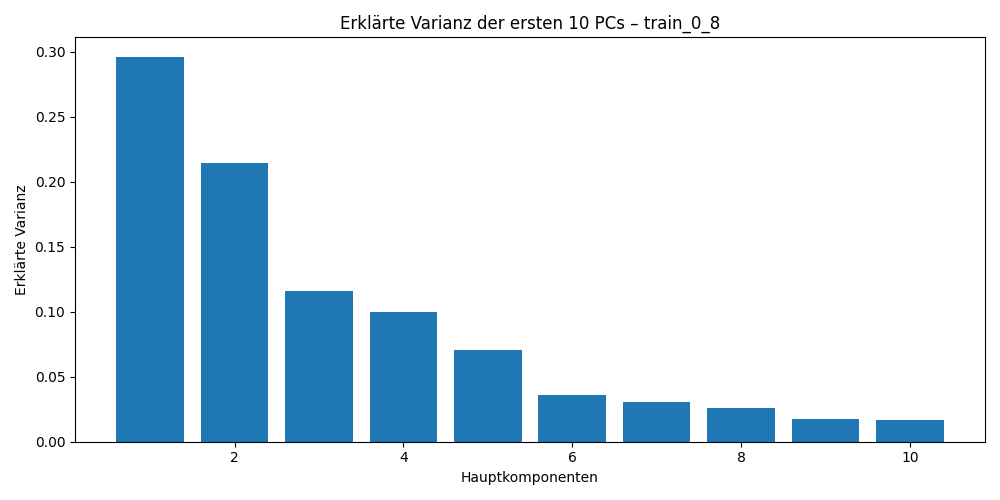 Erklärte Varianz der ersten 10 PCs – train_0_8
0.30
0.25
0.20
0.15
0.10
0.05
0.00
Erklärte Varianz
2 4 6 8 10
Hauptkomponenten